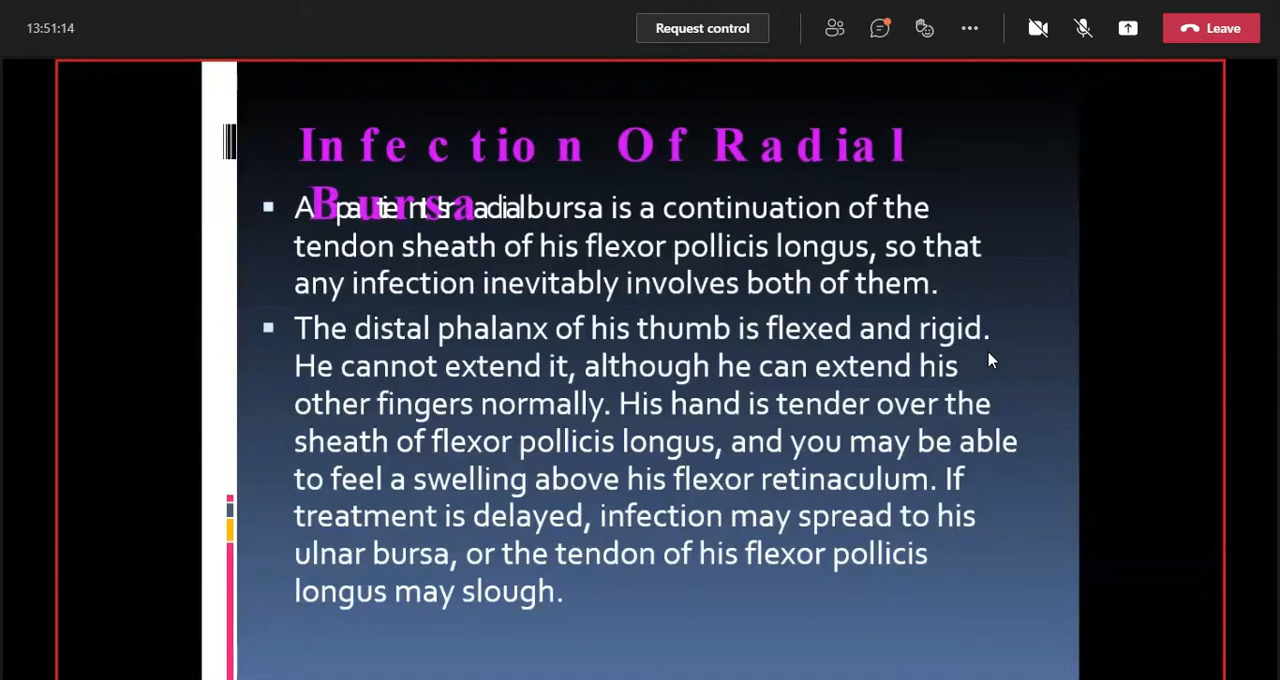 13:51:14
Request control
Leave
Infection Of Radial
Bursa
A patient's radial bursa is a continuation of the
tendon sheath of his flexor pollicis longus, so that
any infection inevitably involves both of them.
The distal phalanx of his thumb is flexed and rigid.
He cannot extend it, although he can extend his
other fingers normally. His hand is tender over the
sheath of flexor pollicis longus, and you may be able
to feel a swelling above his flexor retinaculum. If
treatment is delayed, infection may spread to his
ulnar bursa, or the tendon of his flexor pollicis
longus may slough.